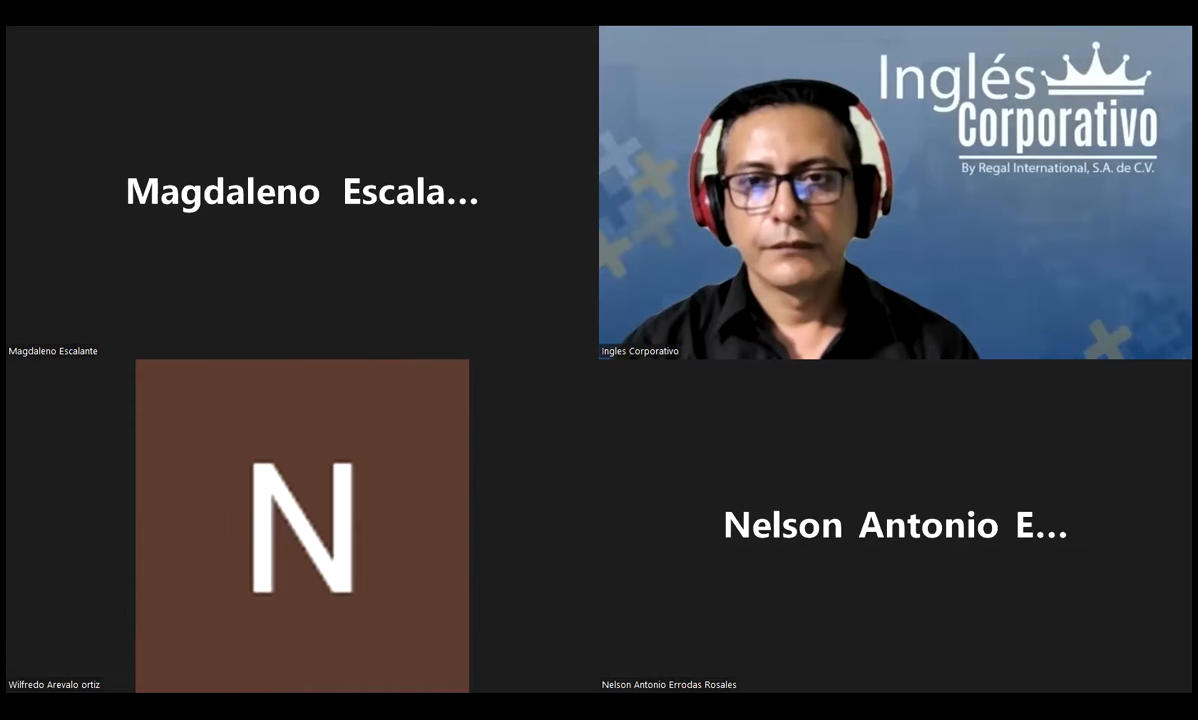 Magdaleno Escala...
Magdaleno Escalante
Inglés
Corporativo
By Regal International, S.A. de C.V.
Ingles Corporativo
N
Wilfredo Arevalo ortiz
Nelson Antonio E...
Nelson Antonio Errodas Rosales